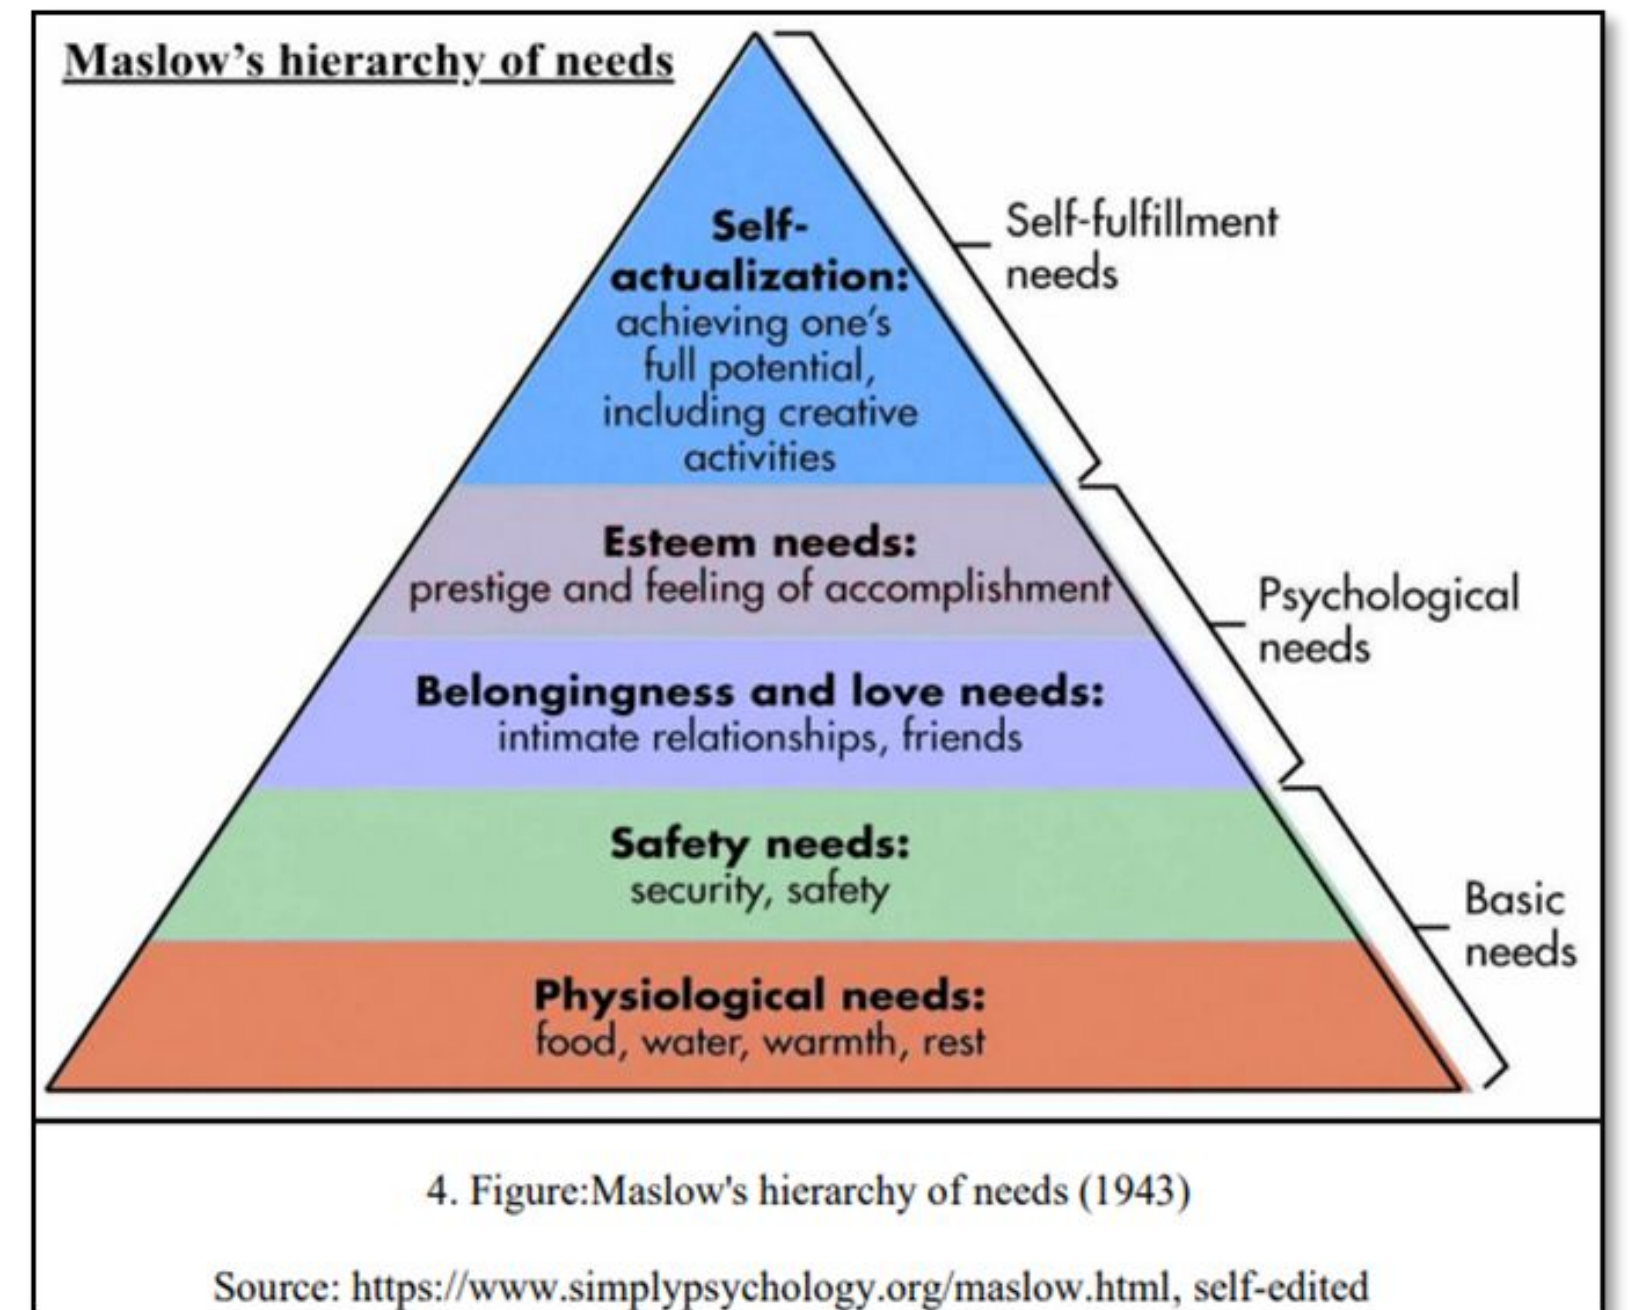 Maslow's hierarchy of needs
Self-
actualization:
achieving one's
full potential,
including creative
activities
Self-fulfillment
needs
Esteem needs:
prestige and feeling of accomplishment
Psychological
needs
Belongingness and love needs:
intimate relationships, friends
Safety needs:
security, safety
Basic
needs
Physiological needs:
food, water, warmth, rest
4. Figure:Maslow's hierarchy of needs (1943)
Source: https://www.simplypsychology.org/maslow.html, self-edited